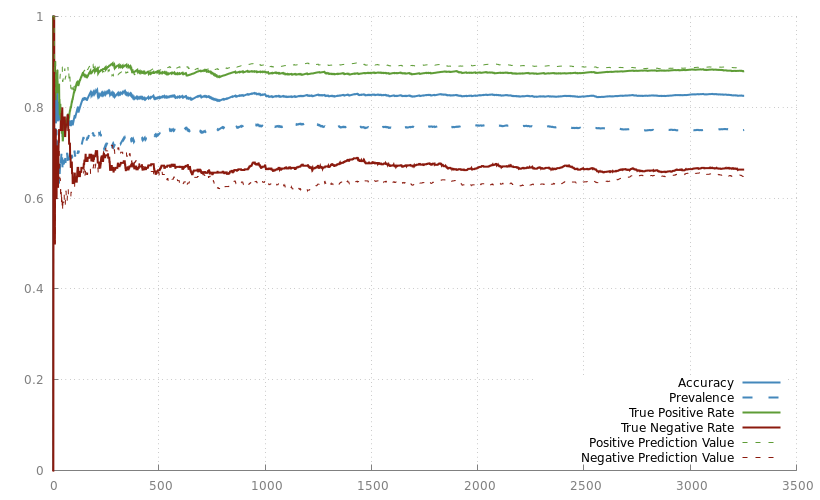 1
0.8
0.6
0.4
0.2
0
0 500 1000 1500 2000 2500 3000 3500
Accuracy
Prevalence
True Positive Rate
True Negative Rate
Positive Prediction Value
Negative Prediction Value